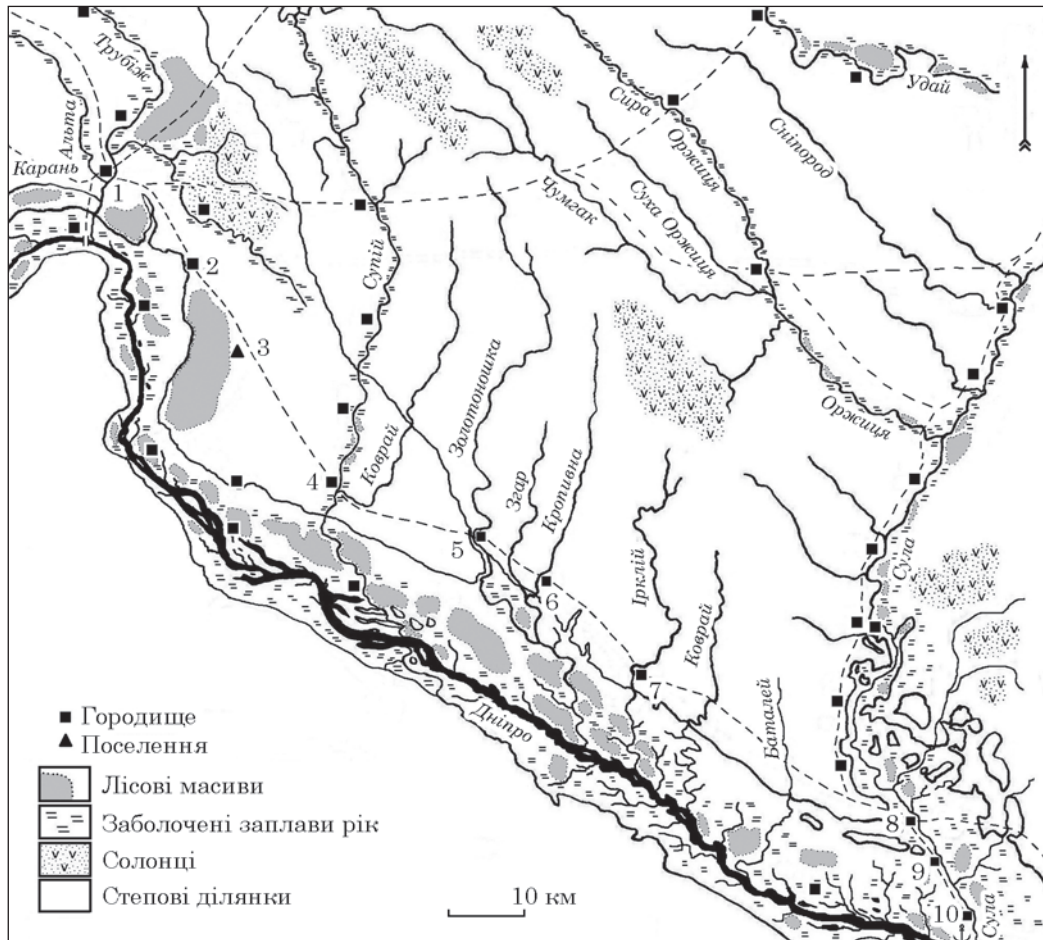 Трубіж
Альта
Карань
Удай
Сира
Оржиця
Сніпород
Чумгак
Суха Оржиця
Супій
1
2
3
Золотоношка
Коврай
Згар
Кропивна
Оржиця
4
5
6
Ірклій
Коврай
Сула
7
Баталей
Дніпро
8
9
10
Сула
Городище
Поселення
Лісові масиви
Заболочені заплави рік
Солонці
Степові ділянки
10 км